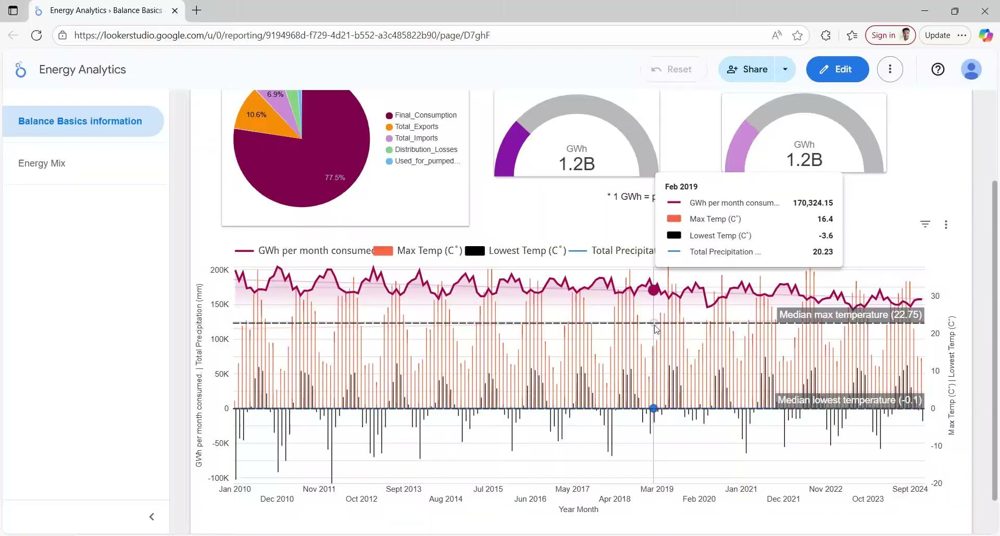 Energy Analytics › Balance Basics
https://lookerstudio.google.com/u/0/reporting/9194968d-f729-4d21-b552-a3c485822b90/page/D7ghF
Sign in
Update
Energy Analytics
Reset
Share
Edit
Balance Basics information
Energy Mix
6.9%
10.6%
77.5%
Final_Consumption
Total_Exports
Total_Imports
Distribution_Losses
Used_for_pumped...
GWh
1.2B
GWh
1.2B
* 1 GWh =
Feb 2019
GWh per month consum... 170,324.15
Max Temp (C˚) 16.4
Lowest Temp (C˚) -3.6
Total Precipitation ... 20.23
GWh per month consumed Max Temp (C˚) Lowest Temp (C˚) Total Precipitat
GWh per month consumed. | Total Precipitation (mm)
200K
150K
100K
50K
0
-50K
-100K
Median max temperature (22.75)
Median lowest temperature (-0.1)
30
20
10
0
-10
-20
Max Temp (C˚) | Lowest Temp (C˚)
Jan 2010 Nov 2011 Sept 2013 Jul 2015 May 2017 Mar 2019 Jan 2021 Nov 2022 Sept 2024
Dec 2010 Oct 2012 Aug 2014 Jun 2016 Apr 2018 Feb 2020 Dec 2021 Oct 2023
Year Month